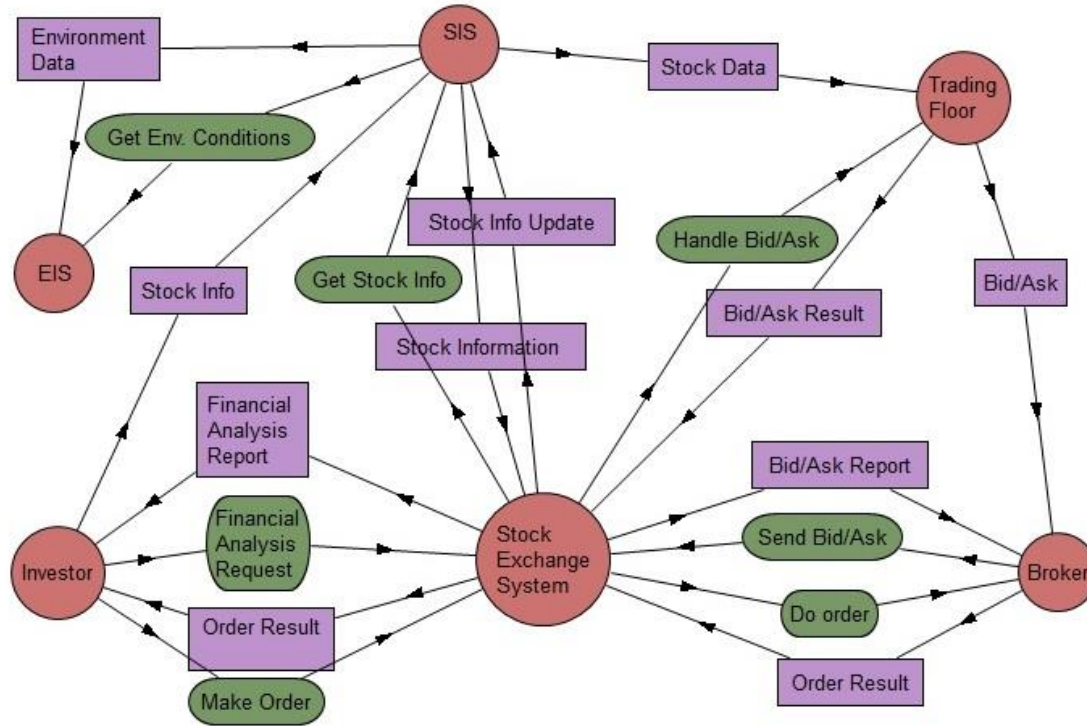 SIS
Environment
Data
Stock Data
Trading
Floor
Get Env. Conditions
Stock Info Update
Handle Bid/Ask
EIS
Stock Info
Get Stock Info
Bid/Ask
Bid/Ask Result
Stock Information
Financial
Analysis
Report
Bid/Ask Report
Financial
Analysis
Request
Stock
Exchange
System
Send Bid/Ask
Investor
Broker
Order Result
Do order
Order Result
Make Order